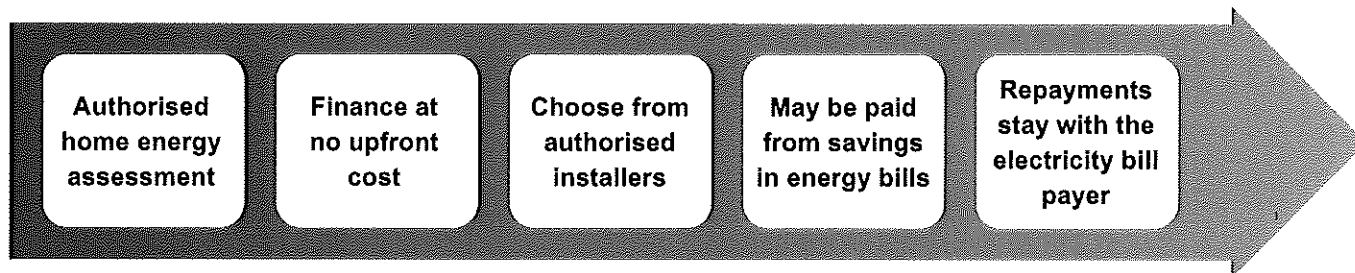 Authorised
home energy
assessment
Finance at
no upfront
cost
Choose from
authorised
installers
May be paid
from savings
in energy bills
Repayments
stay with the
electricity bill
payer